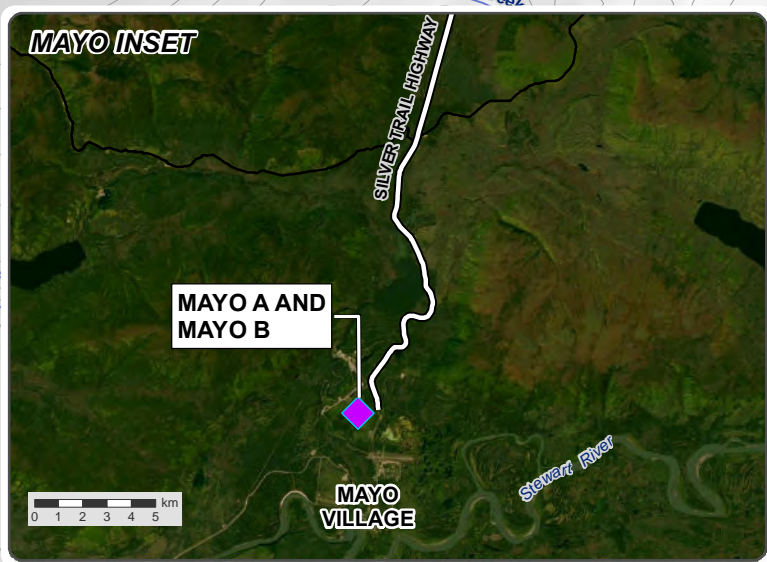 MAYO INSET
SILVER TRAIL HIGHWAY
MAYO A AND
MAYO B
Stewart River
MAYO
VILLAGE
km
0 1 2 3 4 5